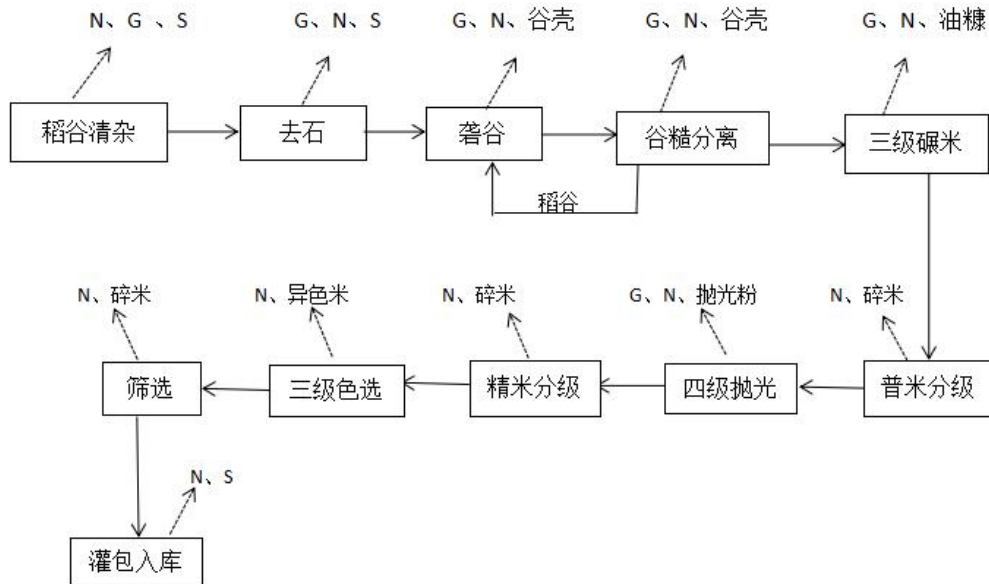 N、G 、S
G、N、S
G、N、谷壳
G、N、谷壳
G、N、油糠
稻谷清杂
去石
砻谷
谷糙分离
三级碾米
稻谷
N、碎米
N、异色米
N、碎米
G、N、抛光粉
N、碎米
筛选
三级色选
精米分级
四级抛光
普米分级
N、S
灌包入库